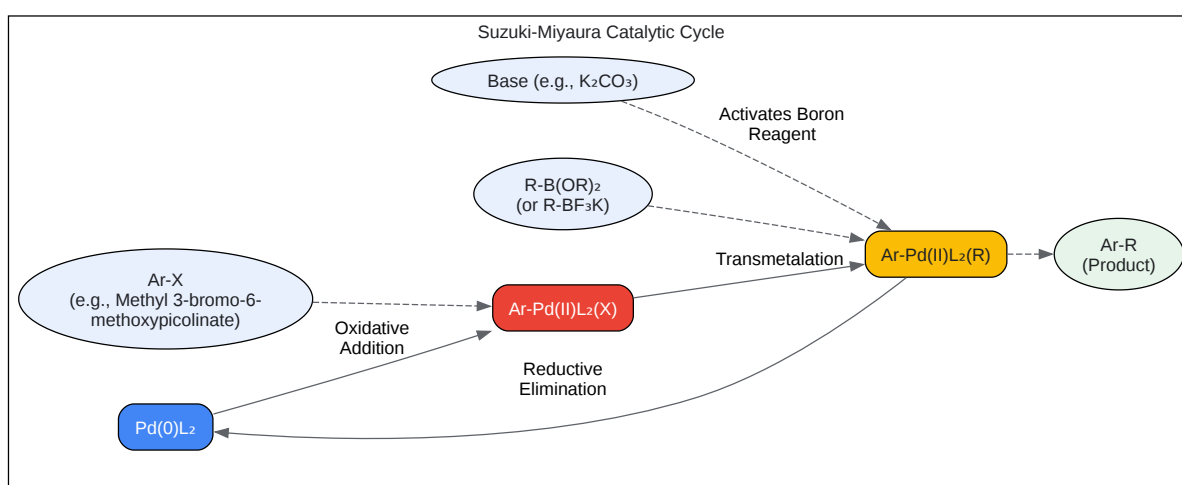 Suzuki-Miyaura Catalytic Cycle
Base (e.g., K₂CO₃)
Activates Boron
Reagent
R-B(OR)₂
(or R-BF₃K)
Ar-X
(e.g., Methyl 3-bromo-6-
methoxypicolinate)
Oxidative
Addition
Ar-Pd(II)L₂(X)
Transmetalation
Ar-Pd(II)L₂(R)
Ar-R
(Product)
Reductive
Elimination
Pd(0)L₂